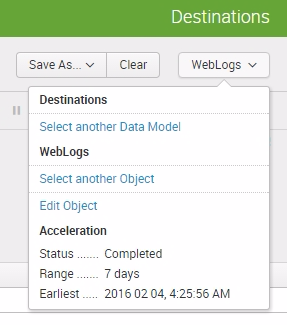 Destinations
Save As... Clear WebLogs
Destinations
Select another Data Model
WebLogs
Select another Object
Edit Object
Acceleration
Status ....... Completed
Range ....... 7 days
Earliest ..... 2016 02 04, 4:25:56 AM